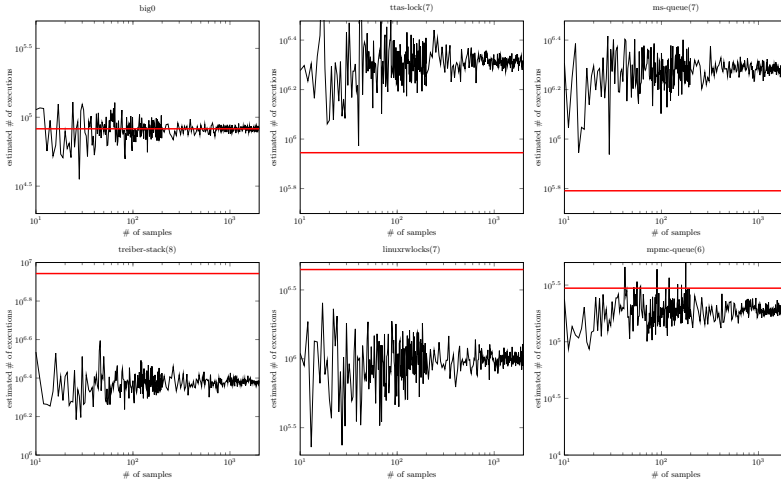 big0
ttas-lock(7)
ms-queue(7)
estimated # of executions
10^5.5
10^5
10^4.5
10^1
10^2
10^3
# of samples
estimated # of executions
10^6.4
10^6.2
10^6
10^5.8
10^1
10^2
10^3
# of samples
estimated # of executions
10^6.4
10^6.2
10^6
10^5.8
10^1
10^2
10^3
# of samples
treiber-stack(8)
linuxrwlocks(7)
mpmc-queue(6)
estimated # of executions
10^7
10^6.8
10^6.6
10^6.4
10^6.2
10^6
10^1
10^2
10^3
# of samples
estimated # of executions
10^6.5
10^6
10^5.5
10^1
10^2
10^3
# of samples
estimated # of executions
10^5.5
10^5
10^4.5
10^4
10^1
10^2
10^3
# of samples